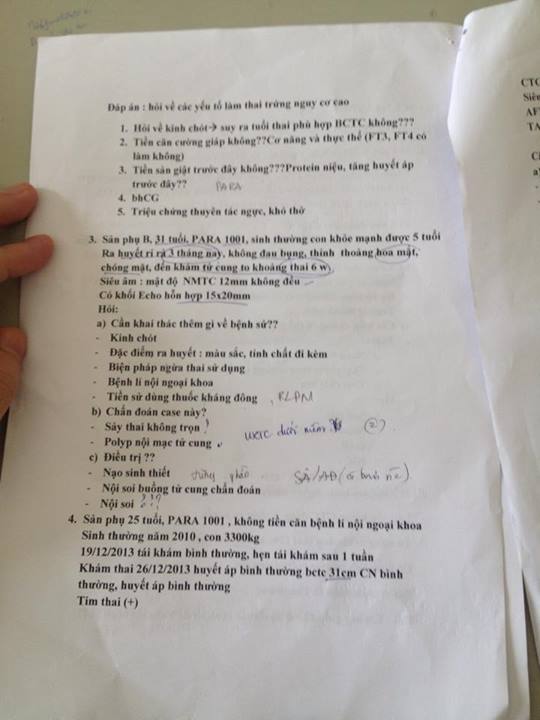 Đáp án : hỏi về các yếu tố làm thai trứng nguy cơ cao
1. Hỏi về kinh chót→ suy ra tuổi thai phù hợp BCTC không???
2. Tiền căn cường giáp không??Cơ năng và thực thể (FT3, FT4 có
làm không)
3. Tiền sản giật trước đây không???Protein niệu, tăng huyết áp
trước đây?? PARA
4. bhCG
5. Triệu chứng thuyên tác ngực, khó thở
3. Sản phụ B, 31 tuổi, PARA 1001, sinh thường con khỏe mạnh được 5 tuổi
Ra huyết rỉ rả 3 tháng này, không đau bụng, thỉnh thoảng hoa mắt,
chóng mặt, đến khám tử cung to khoảng thai 6 w
Siêu âm : mật độ NMTC 12mm không đều
Có khối Echo hỗn hợp 15x20mm
Hỏi:
a) Cần khai thác thêm gì về bệnh sử??
- Kinh chót
- Đặc điểm ra huyết : màu sắc, tính chất đi kèm
- Biện pháp ngừa thai sử dụng
- Bệnh lí nội ngoại khoa
- Tiền sử dùng thuốc kháng đông , RLPM
b) Chẩn đoán case này?
- Sảy thai không trọn !
- Polyp nội mạc tử cung
UXTC dưới niêm ? (2)
c) Điều trị ??
- Nạo sinh thiết
- Nội soi buồng tử cung chẩn đoán
- Nội soi ???
4. Sản phụ 25 tuổi, PARA 1001 , không tiền căn bệnh lí nội ngoại khoa
Sinh thường năm 2010 , con 3300kg
19/12/2013 tái khám bình thường, hẹn tái khám sau 1 tuần
Khám thai 26/12/2013 huyết áp bình thường bctc 31cm CN bình
thường, huyết áp bình thường
Tim thai (+)
CTC
Siêu
AF
TA